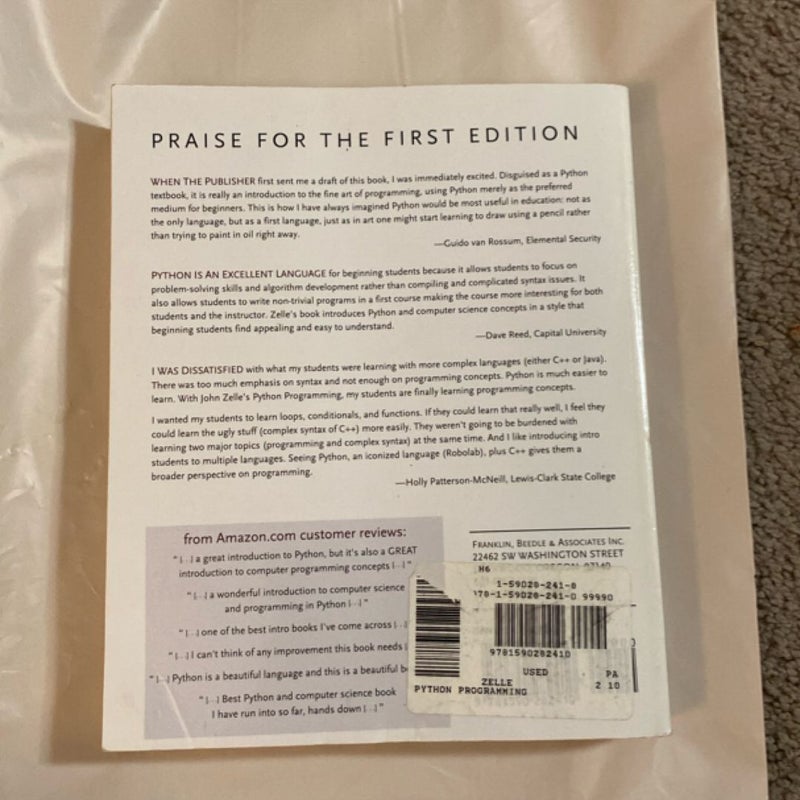 PRAISE FOR THE FIRST EDITION
WHEN THE PUBLISHER first sent me a draft of this book, I was immediately excited. Disguised as a Python
textbook, it is really an introduction to the fine art of programming, using Python merely as the preferred
medium for beginners. This is how I have always imagined Python would be most useful in education: not as
the only language, but as a first language, just as in art one might start learning to draw using a pencil rather
than trying to paint in oil right away.
—Guido van Rossum, Elemental Security
PYTHON IS AN EXCELLENT LANGUAGE for beginning students because it allows students to focus on
problem-solving skills and algorithm development rather than compiling and complicated syntax issues. It
also allows students to write non-trivial programs in a first course making the course more interesting for both
students and the instructor. Zelle's book introduces Python and computer science concepts in a style that
beginning students find appealing and easy to understand.
—Dave Reed, Capital University
I WAS DISSATISFIED with what my students were learning with more complex languages (either C++ or Java).
There was too much emphasis on syntax and not enough on programming concepts. Python is much easier to
learn. With John Zelle's Python Programming, my students are finally learning programming concepts.
I wanted my students to learn loops, conditionals, and functions. If they could learn that really well, I feel they
could learn the ugly stuff (complex syntax of C++) more easily. They weren't going to be burdened with
learning two major topics (programming and complex syntax) at the same time. And I like introducing intro
students to multiple languages. Seeing Python, an iconized language (Robolab), plus C++ gives them a
broader perspective on programming.
—Holly Patterson-McNeill, Lewis-Clark State College
from Amazon.com customer reviews:
"[...] a great introduction to Python, but it's also a GREAT
introduction to computer programming concepts [...]"
"[...] a wonderful introduction to computer science
and programming in Python [...]"
"[...] one of the best intro books I've come across [...]
"[...] I can't think of any improvement this book needs [
"[...] Python is a beautiful language and this is a beautiful
"[...] Best Python and computer science book
I have run into so far, hands down [...]"
FRANKLIN, BEEDLE & ASSOCIATES INC.
22462 SW WASHINGTON STREET
H6
1-59028-241-0
978-1-59028-241-0 99990
9781590282410
USED
ZELLE PA
PYTHON PROGRAMMING 2 10